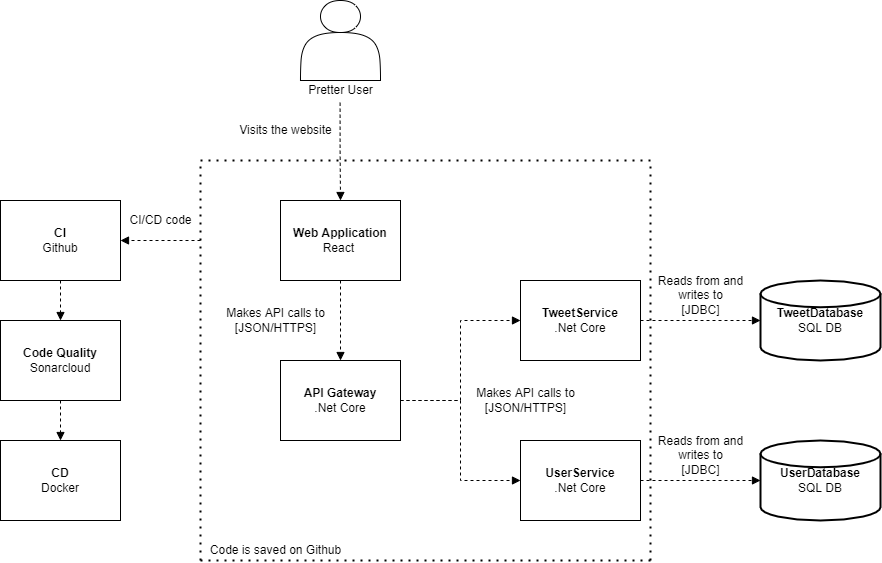 Pretter User
Visits the website
CI/CD code
CI
Github
Web Application
React
Makes API calls to
[JSON/HTTPS]
Code Quality
Sonarcloud
API Gateway
.Net Core
TweetService
.Net Core
Reads from and
writes to
[JDBC]
TweetDatabase
SQL DB
Makes API calls to
[JSON/HTTPS]
CD
Docker
UserService
.Net Core
Reads from and
writes to
[JDBC]
UserDatabase
SQL DB
Code is saved on Github